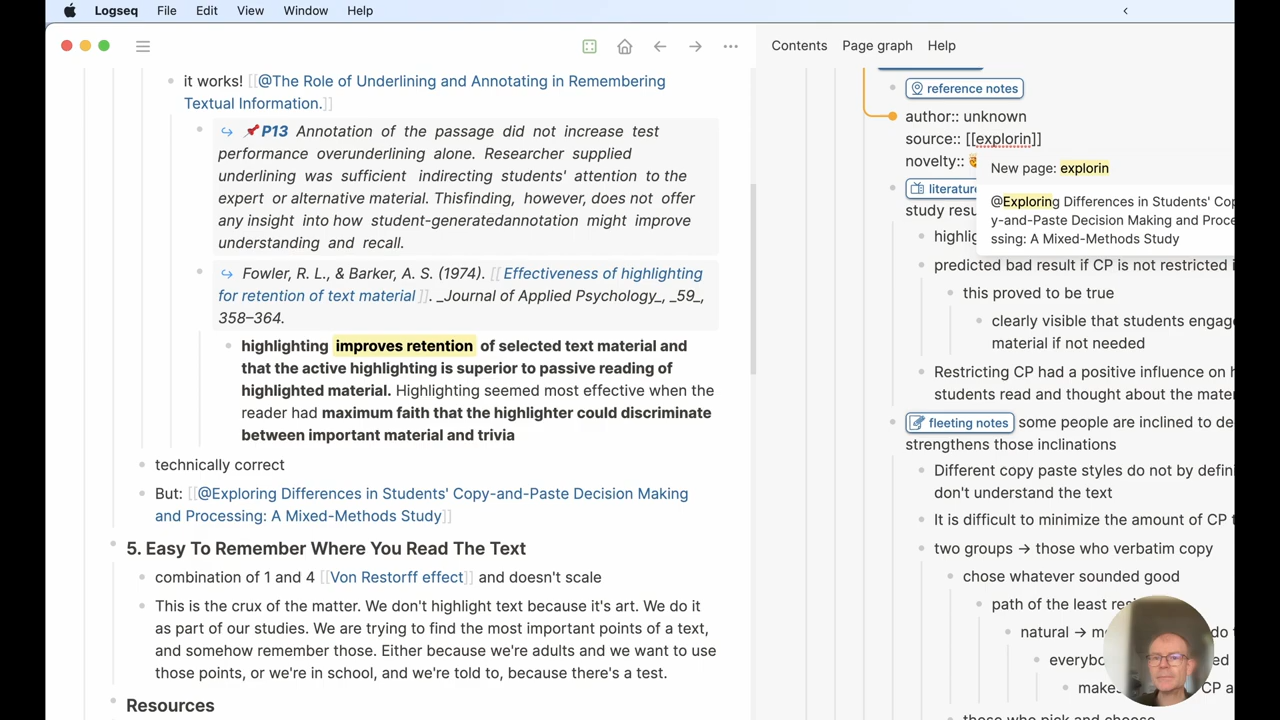 Logseq File Edit View Window Help
it works! [[@The Role of Underlining and Annotating in Remembering
Textual Information.]]
P13 Annotation of the passage did not increase test
performance overunderlining alone. Researcher supplied
underlining was sufficient indirecting students' attention to the
expert or alternative material. Thisfinding, however, does not offer
any insight into how student-generatedannotation might improve
understanding and recall.
Fowler, R. L., & Barker, A. S. (1974). [[Effectiveness of highlighting
for retention of text material]]. _Journal of Applied Psychology_, _59_,
358–364.
highlighting improves retention of selected text material and
that the active highlighting is superior to passive reading of
highlighted material. Highlighting seemed most effective when the
reader had maximum faith that the highlighter could discriminate
between important material and trivia
technically correct
But: [[@Exploring Differences in Students' Copy-and-Paste Decision Making
and Processing: A Mixed-Methods Study]]
5. Easy To Remember Where You Read The Text
combination of 1 and 4 [[Von Restorff effect]] and doesn't scale
This is the crux of the matter. We don't highlight text because it's art. We do it
as part of our studies. We are trying to find the most important points of a text,
and somehow remember those. Either because we're adults and we want to use
those points, or we're in school, and we're told to, because there's a test.
Resources
Contents Page graph Help
reference notes
author:: unknown
source:: [[explorin]]
novelty::
New page: explorin
@Exploring Differences in Students' Cop
y-and-Paste Decision Making and Proce
ssing: A Mixed-Methods Study
literature
study resu
highlig
predicted bad result if CP is not restricted i
this proved to be true
clearly visible that students engag
material if not needed
Restricting CP had a positive influence on h
students read and thought about the mater
fleeting notes some people are inclined to de
strengthens those inclinations
Different copy paste styles do not by defini
don't understand the text
It is difficult to minimize the amount of CP t
two groups → those who verbatim copy
chose whatever sounded good
path of the least res
natural → mo do
everybo ed
make CP a
those who pick and choose